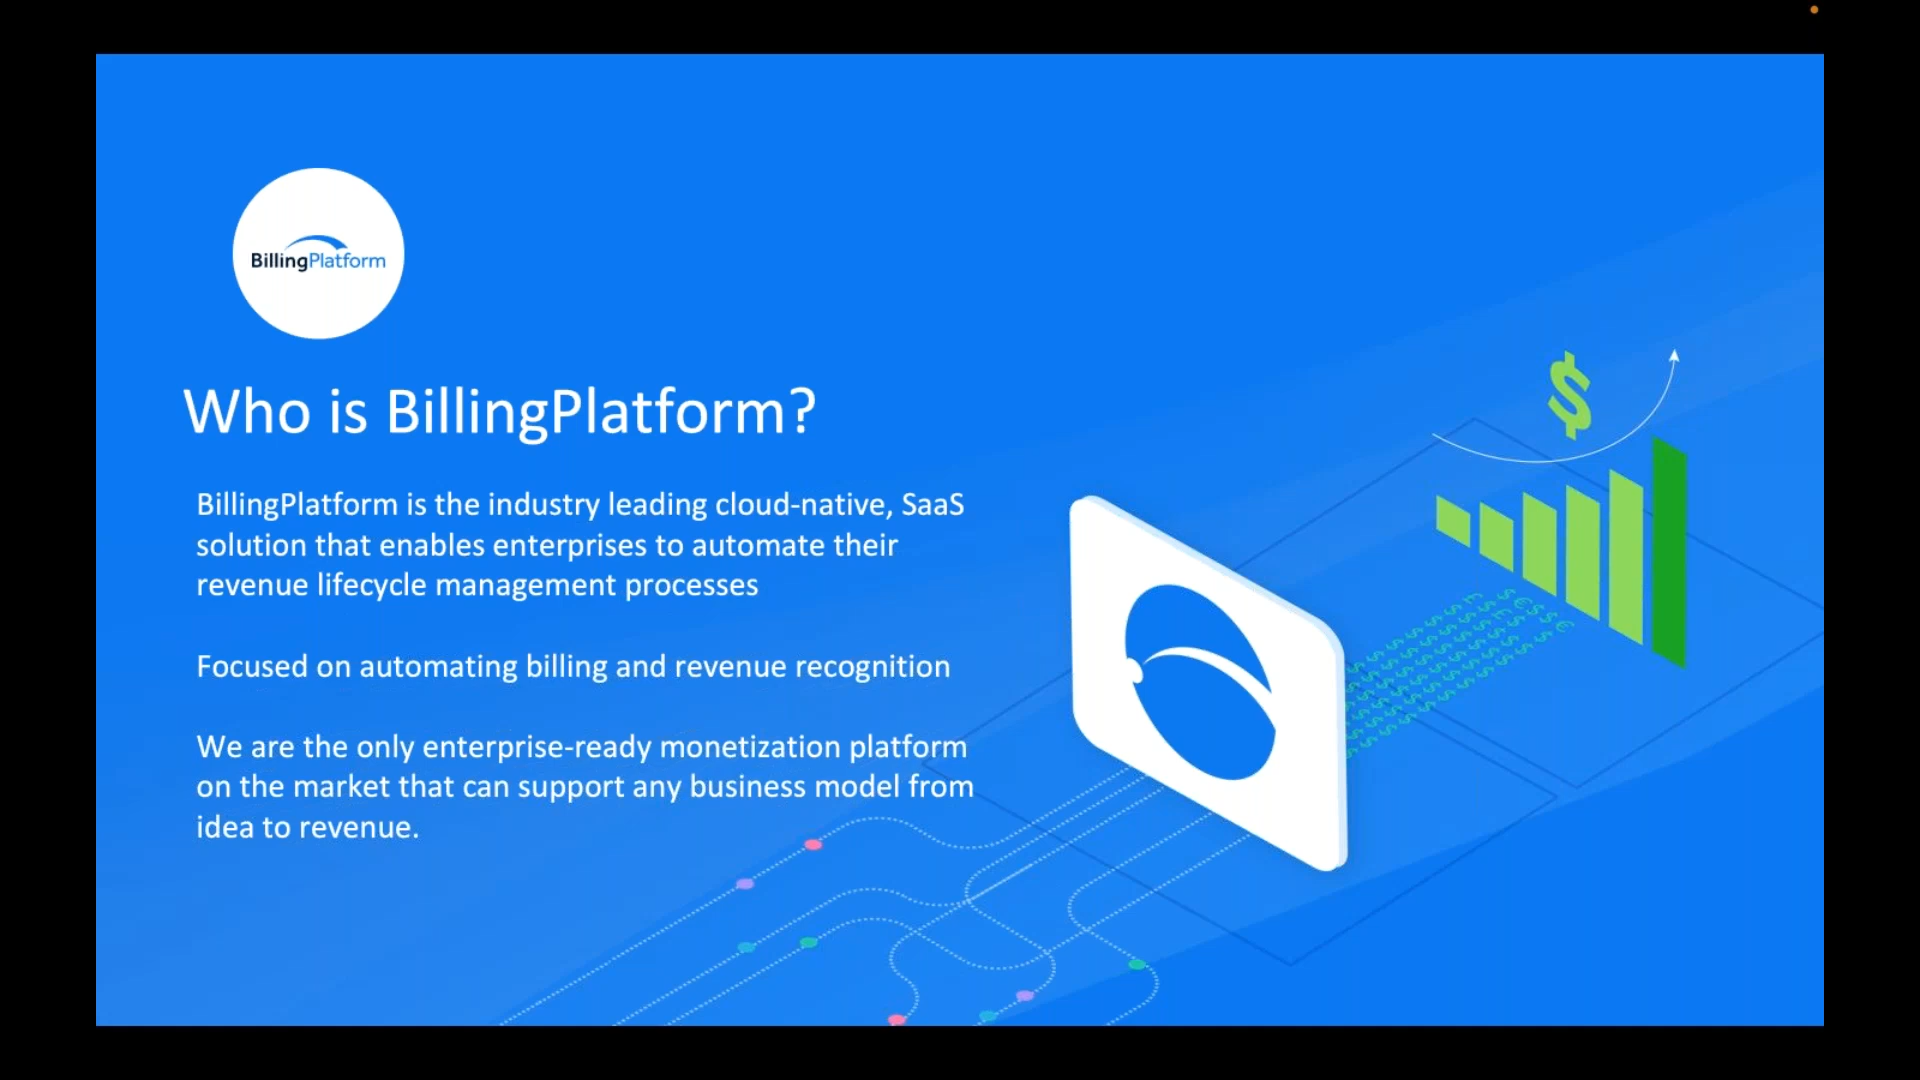 BillingPlatform
Who is BillingPlatform?
BillingPlatform is the industry leading cloud-native, SaaS
solution that enables enterprises to automate their
revenue lifecycle management processes
Focused on automating billing and revenue recognition
We are the only enterprise-ready monetization platform
on the market that can support any business model from
idea to revenue.
$